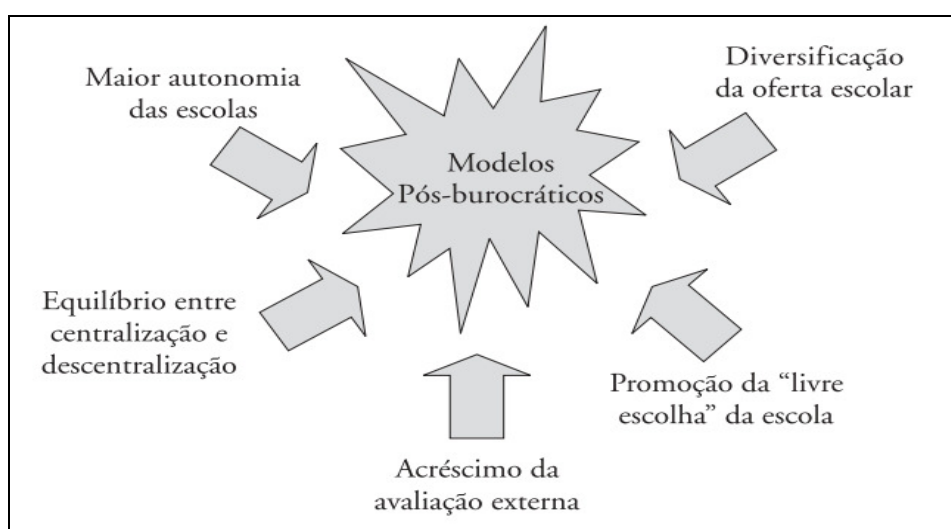 Maior autonomia
das escolas
Diversificação
da oferta escolar
Modelos
Pós-burocráticos
Equilíbrio entre
centralização e
descentralização
Promoção da “livre
escolha” da escola
Acréscimo da
avaliação externa